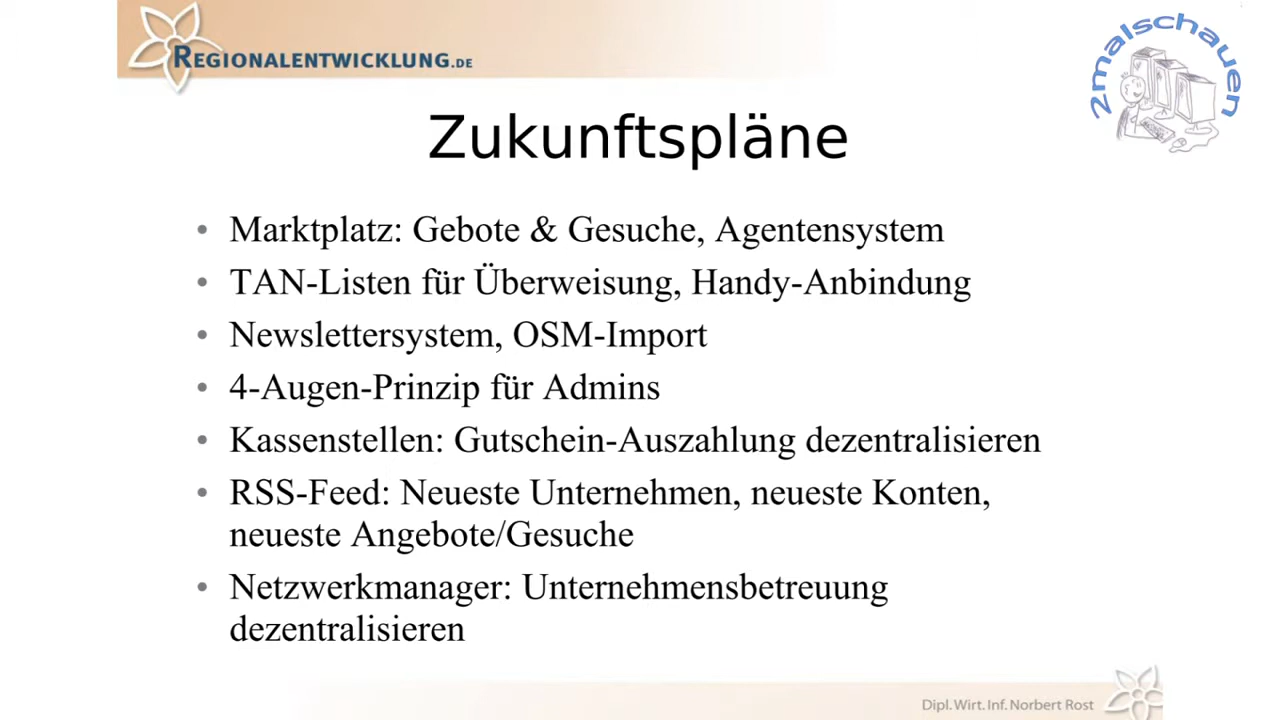 REGIONALENTWICKLUNG.DE
2malschauen
Zukunftspläne
• Marktplatz: Gebote & Gesuche, Agentensystem
• TAN-Listen für Überweisung, Handy-Anbindung
• Newslettersystem, OSM-Import
• 4-Augen-Prinzip für Admins
• Kassenstellen: Gutschein-Auszahlung dezentralisieren
• RSS-Feed: Neueste Unternehmen, neueste Konten,
neueste Angebote/Gesuche
• Netzwerkmanager: Unternehmensbetreuung
dezentralisieren
Dipl. Wirt. Inf. Norbert Rost